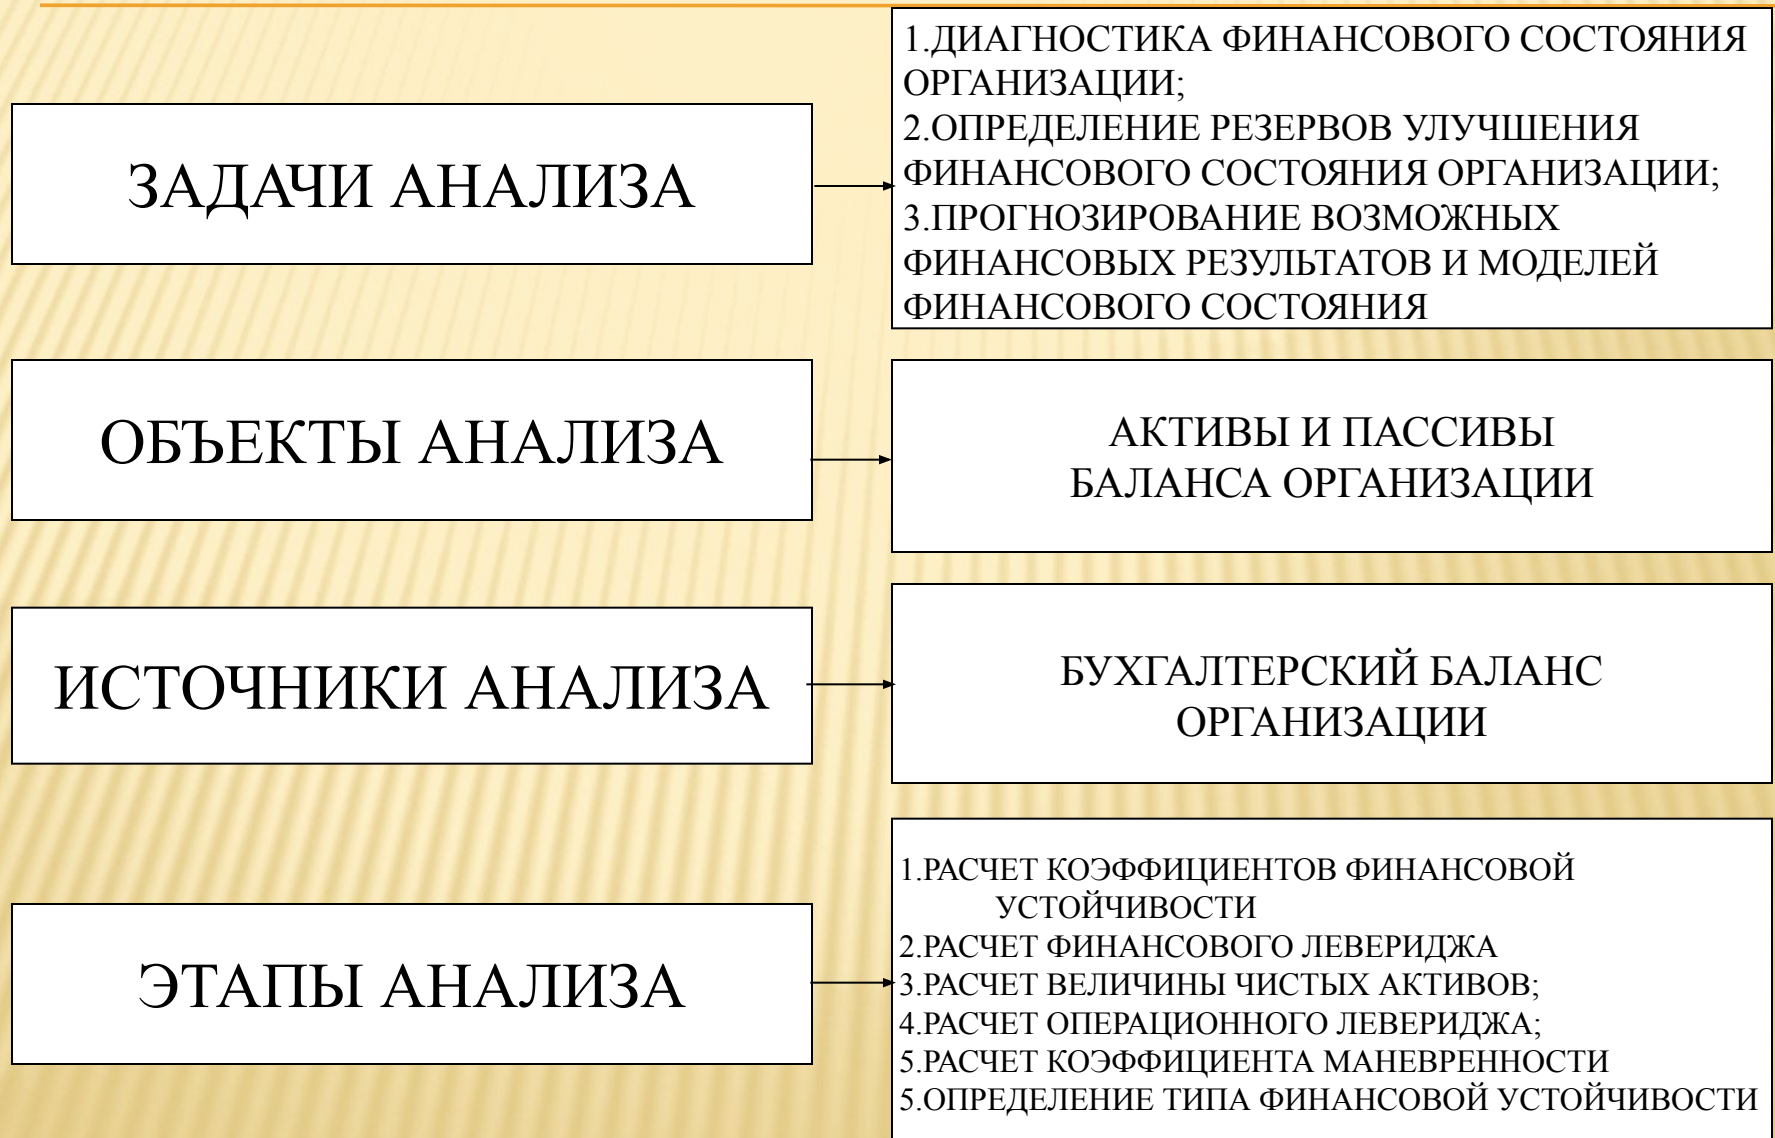 ЗАДАЧИ АНАЛИЗА
1.ДИАГНОСТИКА ФИНАНСОВОГО СОСТОЯНИЯ
ОРГАНИЗАЦИИ;
2.ОПРЕДЕЛЕНИЕ РЕЗЕРВОВ УЛУЧШЕНИЯ
ФИНАНСОВОГО СОСТОЯНИЯ ОРГАНИЗАЦИИ;
3.ПРОГНОЗИРОВАНИЕ ВОЗМОЖНЫХ
ФИНАНСОВЫХ РЕЗУЛЬТАТОВ И МОДЕЛЕЙ
ФИНАНСОВОГО СОСТОЯНИЯ
ОБЪЕКТЫ АНАЛИЗА
АКТИВЫ И ПАССИВЫ
БАЛАНСА ОРГАНИЗАЦИИ
ИСТОЧНИКИ АНАЛИЗА
БУХГАЛТЕРСКИЙ БАЛАНС
ОРГАНИЗАЦИИ
ЭТАПЫ АНАЛИЗА
1.РАСЧЕТ КОЭФФИЦИЕНТОВ ФИНАНСОВОЙ
УСТОЙЧИВОСТИ
2.РАСЧЕТ ФИНАНСОВОГО ЛЕВЕРИДЖА
3.РАСЧЕТ ВЕЛИЧИНЫ ЧИСТЫХ АКТИВОВ;
4.РАСЧЕТ ОПЕРАЦИОННОГО ЛЕВЕРИДЖА;
5.РАСЧЕТ КОЭФФИЦИЕНТА МАНЕВРЕННОСТИ
5.ОПРЕДЕЛЕНИЕ ТИПА ФИНАНСОВОЙ УСТОЙЧИВОСТИ